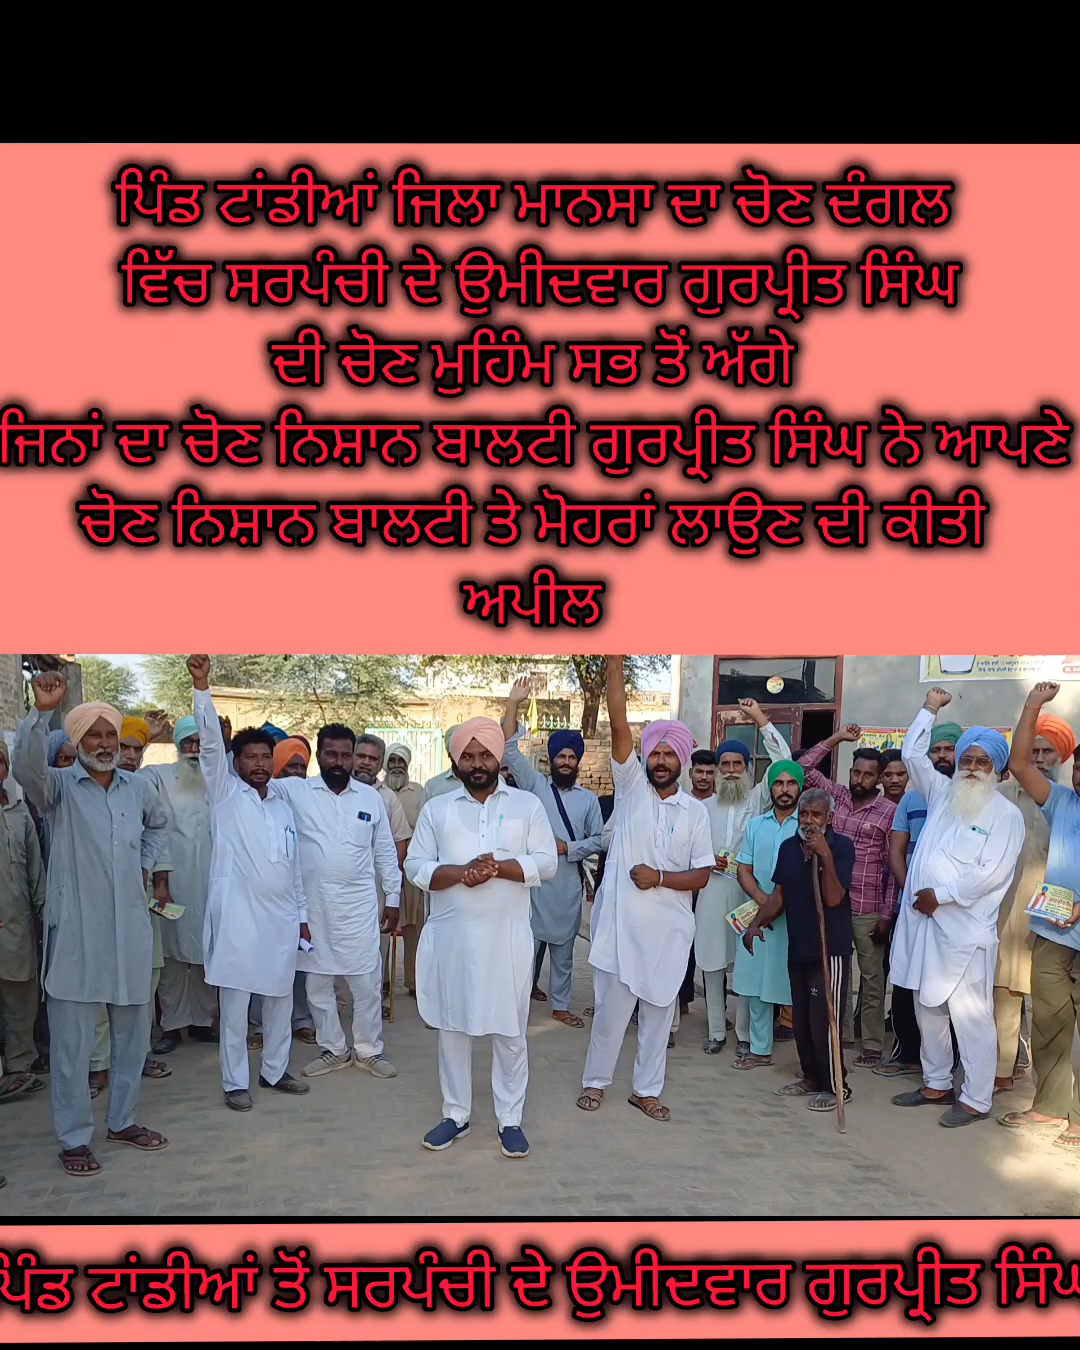 ਪਿੰਡ ਟਾਂਡੀਆਂ ਜਿਲਾ ਮਾਨਸਾ ਦਾ ਚੋਣ ਦੰਗਲ
ਵਿੱਚ ਸਰਪੰਚੀ ਦੇ ਉਮੀਦਵਾਰ ਗੁਰਪ੍ਰੀਤ ਸਿੰਘ
ਦੀ ਚੋਣ ਮੁਹਿੰਮ ਸਭ ਤੋਂ ਅੱਗੇ
ਜਿਨਾਂ ਦਾ ਚੋਣ ਨਿਸ਼ਾਨ ਬਾਲਟੀ ਗੁਰਪ੍ਰੀਤ ਸਿੰਘ ਨੇ ਆਪਣੇ
ਚੋਣ ਨਿਸ਼ਾਨ ਬਾਲਟੀ ਤੇ ਮੋਹਰਾਂ ਲਾਉਣ ਦੀ ਕੀਤੀ
ਅਪੀਲ
ਪਿੰਡ ਟਾਂਡੀਆਂ ਤੋਂ ਸਰਪੰਚੀ ਦੇ ਉਮੀਦਵਾਰ ਗੁਰਪ੍ਰੀਤ ਸਿੰਘ